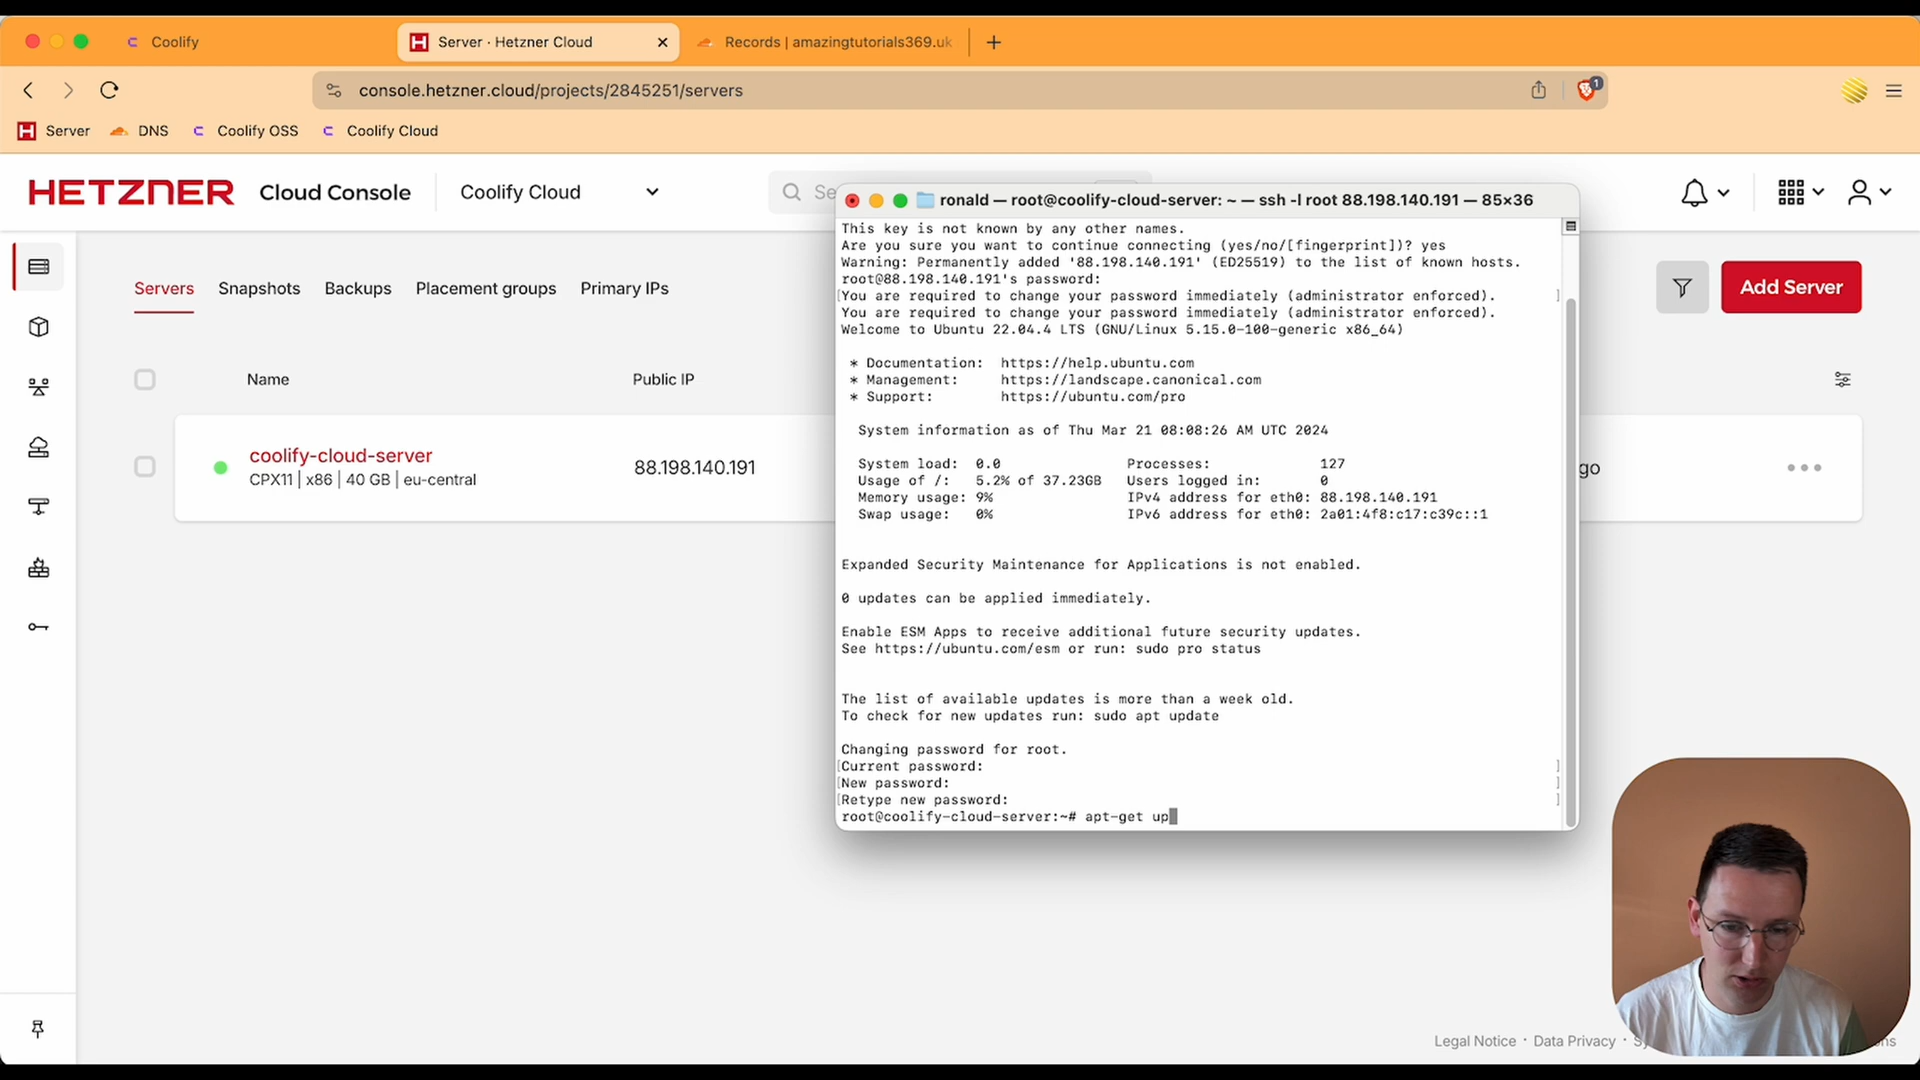 Coolify
Server · Hetzner Cloud
Records | amazingtutorials369.uk
console.hetzner.cloud/projects/2845251/servers
1
Server
DNS
Coolify OSS
Coolify Cloud
HETZNER
Cloud Console
Coolify Cloud
Servers
Snapshots
Backups
Placement groups
Primary IPs
Add Server
Name
Public IP
coolify-cloud-server
CPX11 | x86 | 40 GB | eu-central
88.198.140.191
ronald — root@coolify-cloud-server: ~ — ssh -l root 88.198.140.191 — 85×36
This key is not known by any other names.
Are you sure you want to continue connecting (yes/no/[fingerprint])? yes
Warning: Permanently added '88.198.140.191' (ED25519) to the list of known hosts.
root@88.198.140.191's password:
You are required to change your password immediately (administrator enforced).
You are required to change your password immediately (administrator enforced).
Welcome to Ubuntu 22.04.4 LTS (GNU/Linux 5.15.0-100-generic x86_64)
* Documentation:  https://help.ubuntu.com
* Management:     https://landscape.canonical.com
* Support:        https://ubuntu.com/pro
System information as of Thu Mar 21 08:08:26 AM UTC 2024
System load:  0.0               Processes:             127
Usage of /:   5.2% of 37.23GB   Users logged in:       0
Memory usage: 9%                IPv4 address for eth0: 88.198.140.191
Swap usage:   0%                IPv6 address for eth0: 2a01:4f8:c17:c39c::1
Expanded Security Maintenance for Applications is not enabled.
0 updates can be applied immediately.
Enable ESM Apps to receive additional future security updates.
See https://ubuntu.com/esm or run: sudo pro status
The list of available updates is more than a week old.
To check for new updates run: sudo apt update
Changing password for root.
Current password:
New password:
Retype new password:
root@coolify-cloud-server:~# apt-get up
Legal Notice · Data Privacy ·